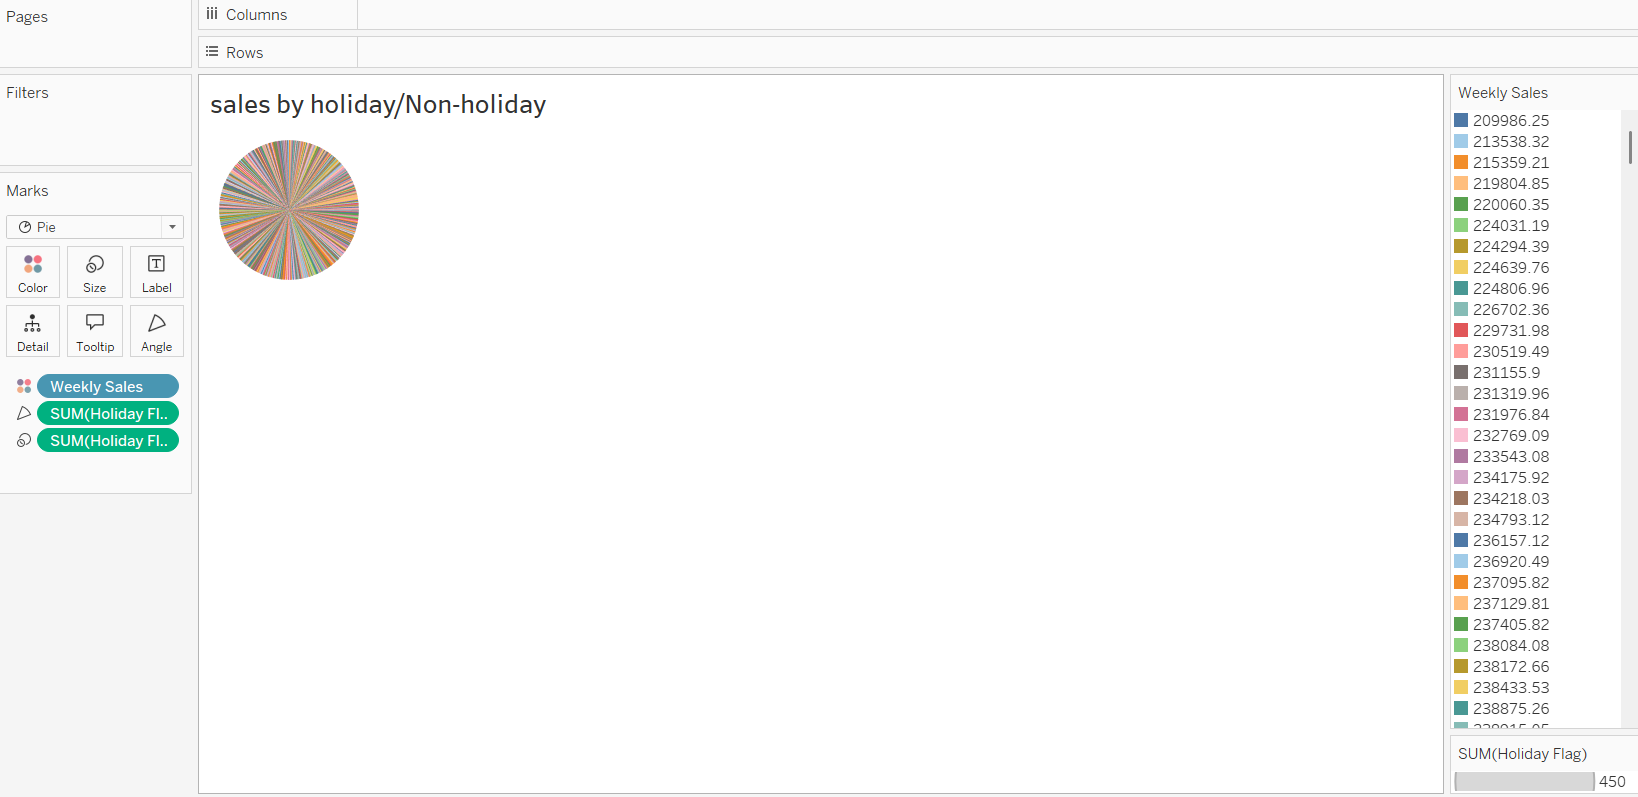 Pages
Columns
Rows
Filters
Marks
Pie
Color
Size
Label
Detail
Tooltip
Angle
Weekly Sales
SUM(Holiday Fl..
SUM(Holiday Fl..
sales by holiday/Non-holiday
Weekly Sales
209986.25
213538.32
215359.21
219804.85
220060.35
224031.19
224294.39
224639.76
224806.96
226702.36
229731.98
230519.49
231155.9
231319.96
231976.84
232769.09
233543.08
234175.92
234218.03
234793.12
236157.12
236920.49
237095.82
237129.81
237405.82
238084.08
238172.66
238433.53
238875.26
SUM(Holiday Flag)
450